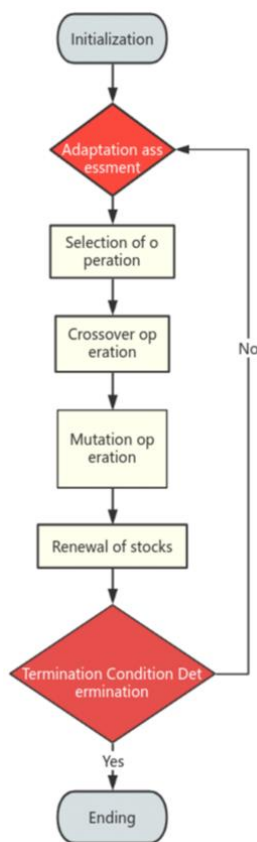 Initialization
Adaptation ass
essment
Selection of o
peration
Crossover op
eration
Mutation op
eration
Renewal of stocks
Termination Condition Det
ermination
No
Yes
Ending